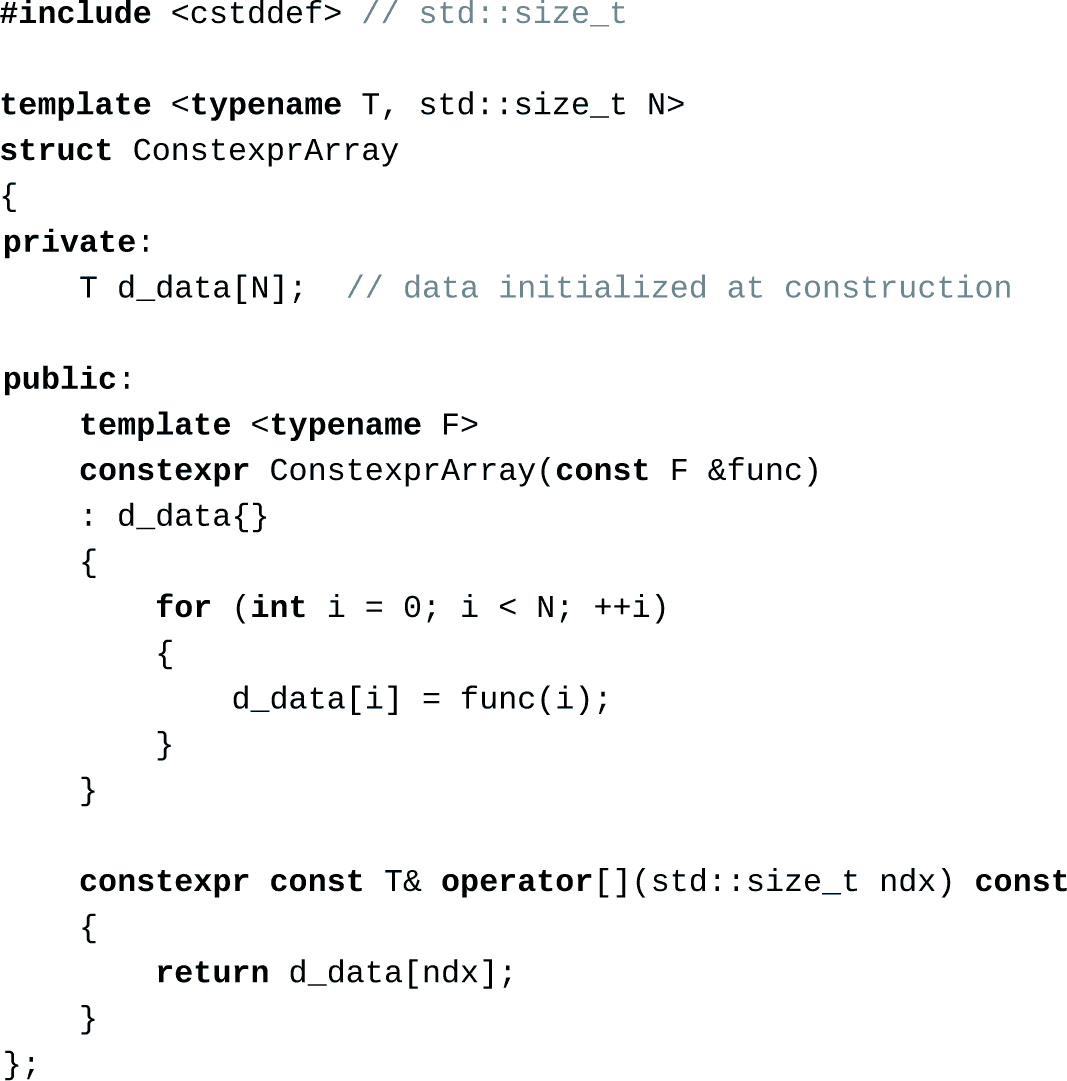 #include <cstddef> // std::size_t
template <typename T, std::size_t N>
struct ConstexprArray
{
private:
    T d_data[N];  // data initialized at construction
public:
    template <typename F>
    constexpr ConstexprArray(const F &func)
    : d_data{}
    {
        for (int i = 0; i < N; ++i)
        {
            d_data[i] = func(i);
        }
    }
    constexpr const T& operator[](std::size_t ndx) const
    {
        return d_data[ndx];
    }
};